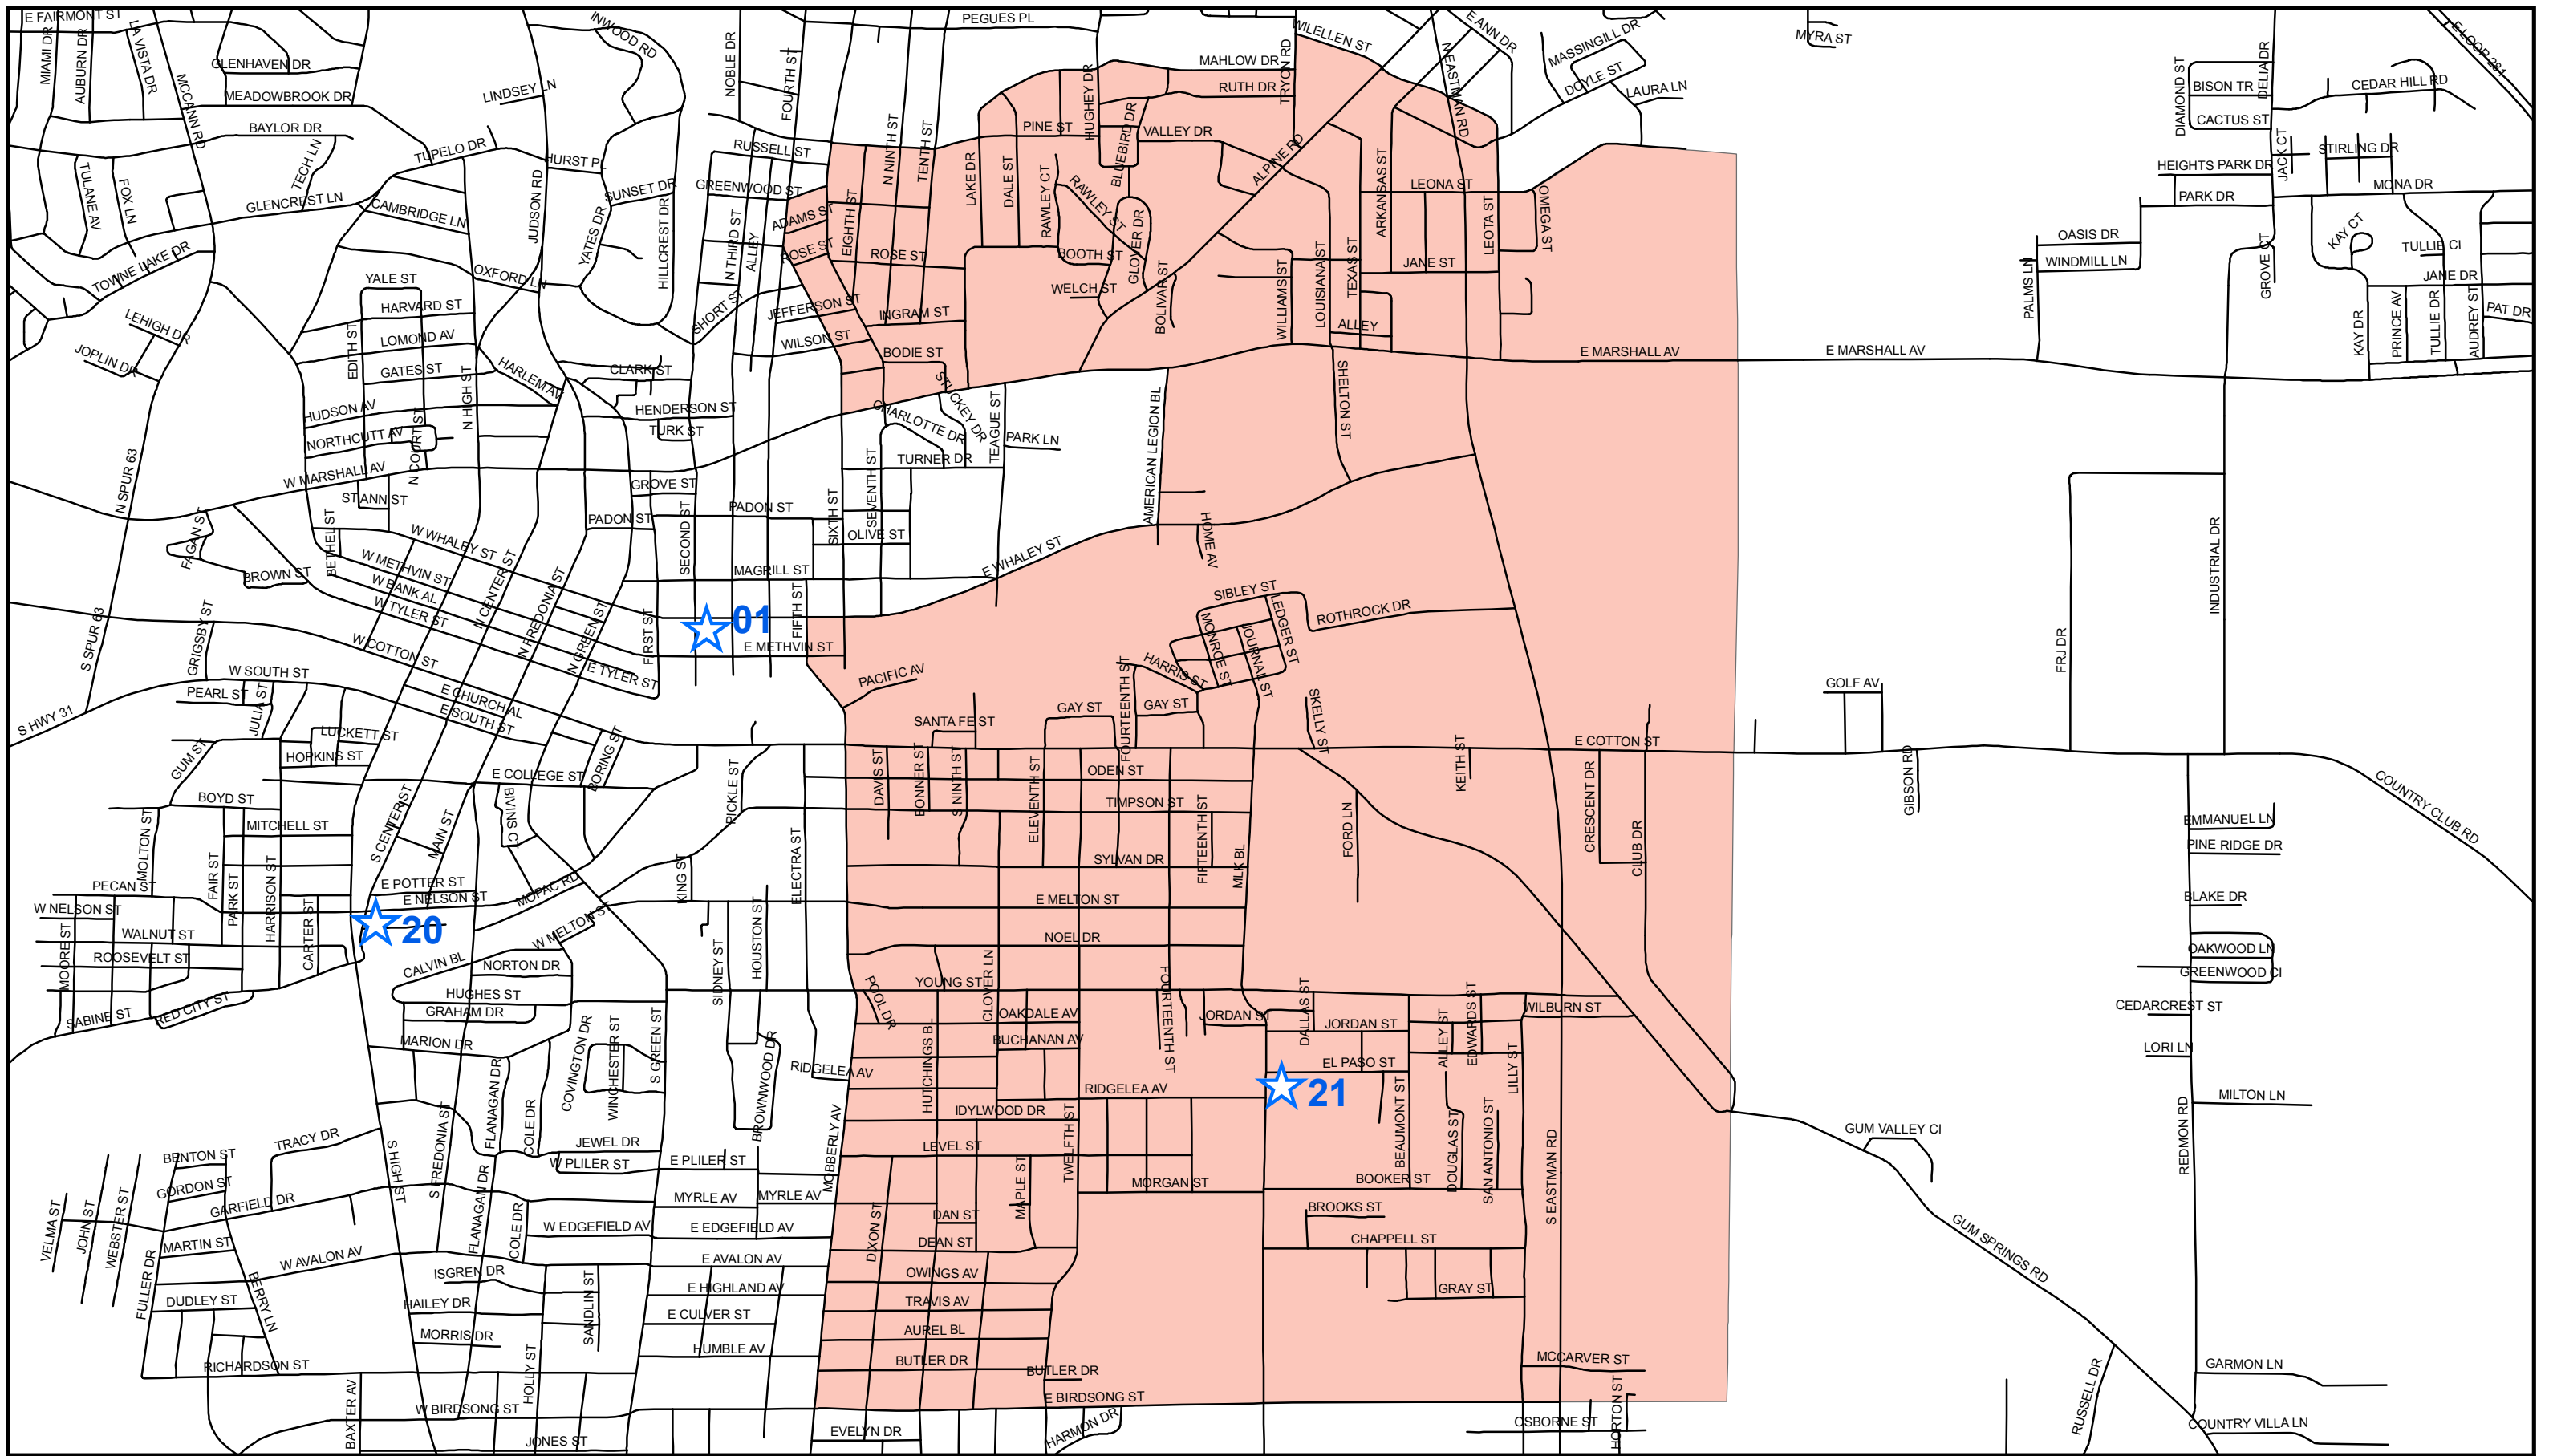 E FAIRMONT ST
MIAMI DR
AUBURN DR
LA VISTA DR
MCCANN RD
GLENHAVEN DR
MEADOWBROOK DR
BAYLOR DR
TECH LN
TUPELO DR
LINDSEY LN
INWOOD RD
NOBLE DR
FOURTH ST
PEGUES PL
MAHLOW DR
RUTH DR
TRYON RD
WILELLEN ST
N EASTMAN RD
E ANN DR
MASSINGILL DR
DOYLE ST
LAURA LN
MYRA ST
DIAMOND ST
BISON TR
CACTUS ST
DELIA DR
CEDAR HILL RD
E LOOP 281
TULANE AV
FOX LN
GLENCREST LN
CAMBRIDGE LN
HURST PL
JUDSON RD
SUNSET DR
YATES DR
HILLCREST DR
RUSSELL ST
GREENWOOD ST
ADAMS ST
ROSE ST
N THIRD ST
ALLEY
EIGHTH ST
N NINTH ST
TENTH ST
LAKE DR
DALE ST
PINE ST
HUGHEY DR
BLUEBIRD DR
VALLEY DR
RAWLEY CT
RAWLEY ST
GLOVER DR
BOOTH ST
WELCH ST
BOLIVAR ST
ALPINE RD
ARKANSAS ST
LEONA ST
LEOTA ST
OMEGA ST
JANE ST
TEXAS ST
LOUISIANA ST
WILLIAM ST
ALLEY
HEIGHTS PARK DR
PARK DR
JACK CT
STIRLING DR
MONA DR
OASIS DR
WINDMILL LN
PALMS LN
GROVE CT
KAY CT
TULLIE CI
JANE DR
KAY DR
PRINCE AV
TULLIE DR
AUDREY ST
PAT DR
TOWNE LAKE DR
LEHIGH DR
JOPLIN DR
YALE ST
OXFORD LN
HARVARD ST
LOMOND AV
EDITH ST
GATES ST
HARLEM AV
HUDSON AV
NORTHCUTT AV
N COURT ST
N HIGH ST
W MARSHALL AV
ST ANN ST
SHORT ST
JEFFERSON ST
WILSON ST
ROSE ST
INGRAM ST
BODIE ST
CLARK ST
HENDERSON ST
TURK ST
CHARLOTTE DR
STUCKEY DR
TEAGUE ST
PARK LN
TURNER DR
SEVENTH ST
SIXTH ST
GROVE ST
PADON ST
PADON ST
OLIVE ST
MAGRILL ST
SECOND ST
AMERICAN LEGION BL
SHELTON ST
E MARSHALL AV
E MARSHALL AV
N SPUR 63
S SPUR 63
FAGAN ST
BROWN ST
BETHEL ST
W WHALEY ST
W METHVIN ST
W BANK AL
W TYLER ST
W COTTON ST
N CENTER ST
N FREDONIA ST
N GREEN ST
FIRST ST
01
FIFTH ST
E METHVIN ST
E TYLER ST
E WHALEY ST
HOME AV
SIBLEY ST
LEDGER ST
ROTHROCK DR
MONROE ST
JOURNAL ST
HARRIS ST
PACIFIC AV
INDUSTRIAL DR
FRJ DR
GRIGSBY ST
W SOUTH ST
PEARL ST
JULIA ST
S HWY 31
GUM ST
LUCKETT ST
HOPKINS ST
E CHURCH AL
E SOUTH ST
BORING ST
E COLLEGE ST
BIVINS CT
PICKLE ST
SANTA FE ST
GAY ST
GAY ST
FOURTEENTH ST
SKELLY ST
KEITH ST
E COTTON ST
GOLF AV
GIBSON RD
COUNTRY CLUB RD
BOYD ST
MITCHELL ST
MOLTON ST
FAIR ST
PARK ST
HARRISON ST
S CENTER ST
MAIN ST
DAVIS ST
BONNER ST
S NINTH ST
ELEVENTH ST
ODEN ST
TIMPSON ST
FIFTEENTH ST
SYLVAN DR
MLK BL
FORD LN
CRESCENT DR
CLUB DR
EMMANUEL LN
PINE RIDGE DR
PECAN ST
W NELSON ST
WALNUT ST
ROOSEVELT ST
MOORE ST
SABINE ST
RED CITY ST
CARTER ST
20
E POTTER ST
E NELSON ST
MOPAC RD
W MELTON ST
CALVIN BL
NORTON DR
HUGHES ST
GRAHAM DR
MARION DR
KING ST
ELECTRA ST
SIDNEY ST
HOUSTON ST
E MELTON ST
NOEL DR
YOUNG ST
POOL DR
CLOVER LN
OAKDALE AV
BUCHANAN AV
FOURTEENTH ST
JORDAN ST
DALLAS ST
JORDAN ST
EL PASO ST
ALLEY ST
EDWARDS ST
LILLY ST
WILBURN ST
BLAKE DR
OAKWOOD LN
GREENWOOD CI
CEDARCREST ST
LORI LN
MILTON LN
REDMON RD
21
FLANAGAN DR
COLE DR
COVINGTON DR
WINCHESTER ST
S GREEN ST
BROWNWOOD DR
RIDGELEA AV
HUTCHINGS BL
RIDGELEA AV
IDYLWOOD DR
LEVEL ST
TWELFTH ST
MAPLE ST
MORGAN ST
BEAUMONT ST
DOUGLAS ST
SAN ANTONIO ST
BOOKER ST
BROOKS ST
CHAPPELL ST
GRAY ST
S EASTMAN RD
GUM VALLEY CI
GUM SPRINGS RD
BENTON ST
TRACY DR
GORDON ST
GARFIELD DR
S HIGH ST
S FREDONIA ST
JEWEL DR
W PLILER ST
E PLILER ST
MYRLE AV
MYRLE AV
MOBBERLY AV
VELMA ST
JOHN ST
WEBSTER ST
FULLER DR
MARTIN ST
W AVALON AV
BERRY LN
DUDLEY ST
RICHARDSON ST
FLANAGAN DR
COLE DR
W EDGEFIELD AV
E EDGEFIELD AV
E AVALON AV
E HIGHLAND AV
E CULVER ST
HUMBLE AV
ISGREN DR
HAILEY DR
MORRIS DR
SANDLIN ST
HOLLY ST
DIXON ST
DAN ST
DEAN ST
OWINGS AV
TRAVIS AV
AUREL BL
BUTLER DR
BUTLER DR
E BIRDSONG ST
W BIRDSONG ST
BAXTER AV
JONES ST
EVELYN DR
HARMON DR
MCCARVER ST
OSBORNE ST
HORTON ST
RUSSELL DR
GARMON LN
COUNTRY VILLA LN